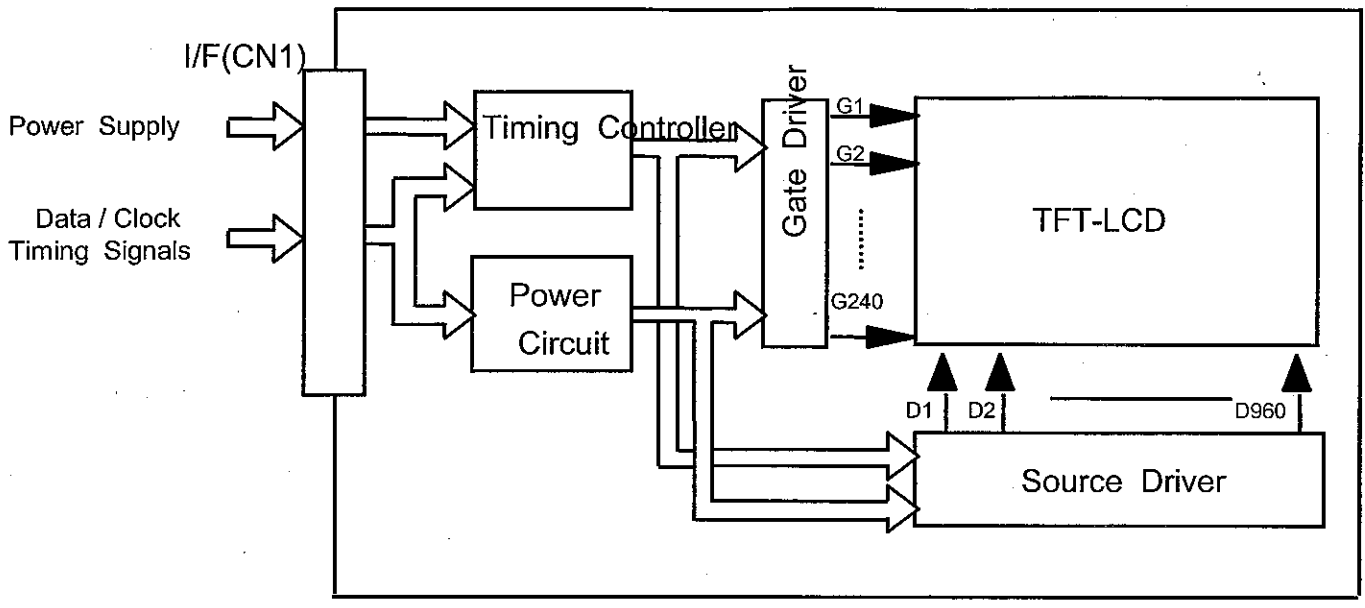 I/F(CN1)
Power Supply
Data / Clock
Timing Signals
Timing Controller
Power
Circuit
Gate Driver
G1
G2
G240
TFT-LCD
D1 D2 D960
Source Driver